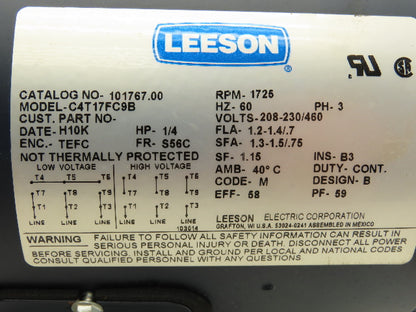 LEESON
CATALOG NO- 101767.00
MODEL- C4T17FC9B
CUST. PART NO-
DATE- H10K HP- 1/4
ENC.- TEFC FR- S56C
NOT THERMALLY PROTECTED
RPM- 1725
HZ- 60 PH- 3
VOLTS- 208-230/460
FLA- 1.2-1.4/.7
SFA- 1.3-1.5/.75
SF- 1.15 INS- B3
AMB- 40° C DUTY- CONT.
CODE- M DESIGN- B
EFF- 58 PF- 59
LOW VOLTAGE HIGH VOLTAGE
T4 T5 T6 T4 T5 T6
T7 T8 T9 T7 T8 T9
T1 T2 T3 T1 T2 T3
LINE LINE LINE LINE
103014
LEESON ELECTRIC CORPORATION
GRAFTON, WI U.S.A. 53024-0241 ASSEMBLED IN MEXICO
WARNING FAILURE TO FOLLOW ALL SAFETY INFORMATION CAN RESULT IN
SERIOUS PERSONAL INJURY OR DEATH. DISCONNECT ALL POWER
BEFORE SERVICING. INSTALL AND GROUND PER LOCAL AND NATIONAL CODES
CONSULT QUALIFIED PERSONNEL WITH ANY QUESTIONS